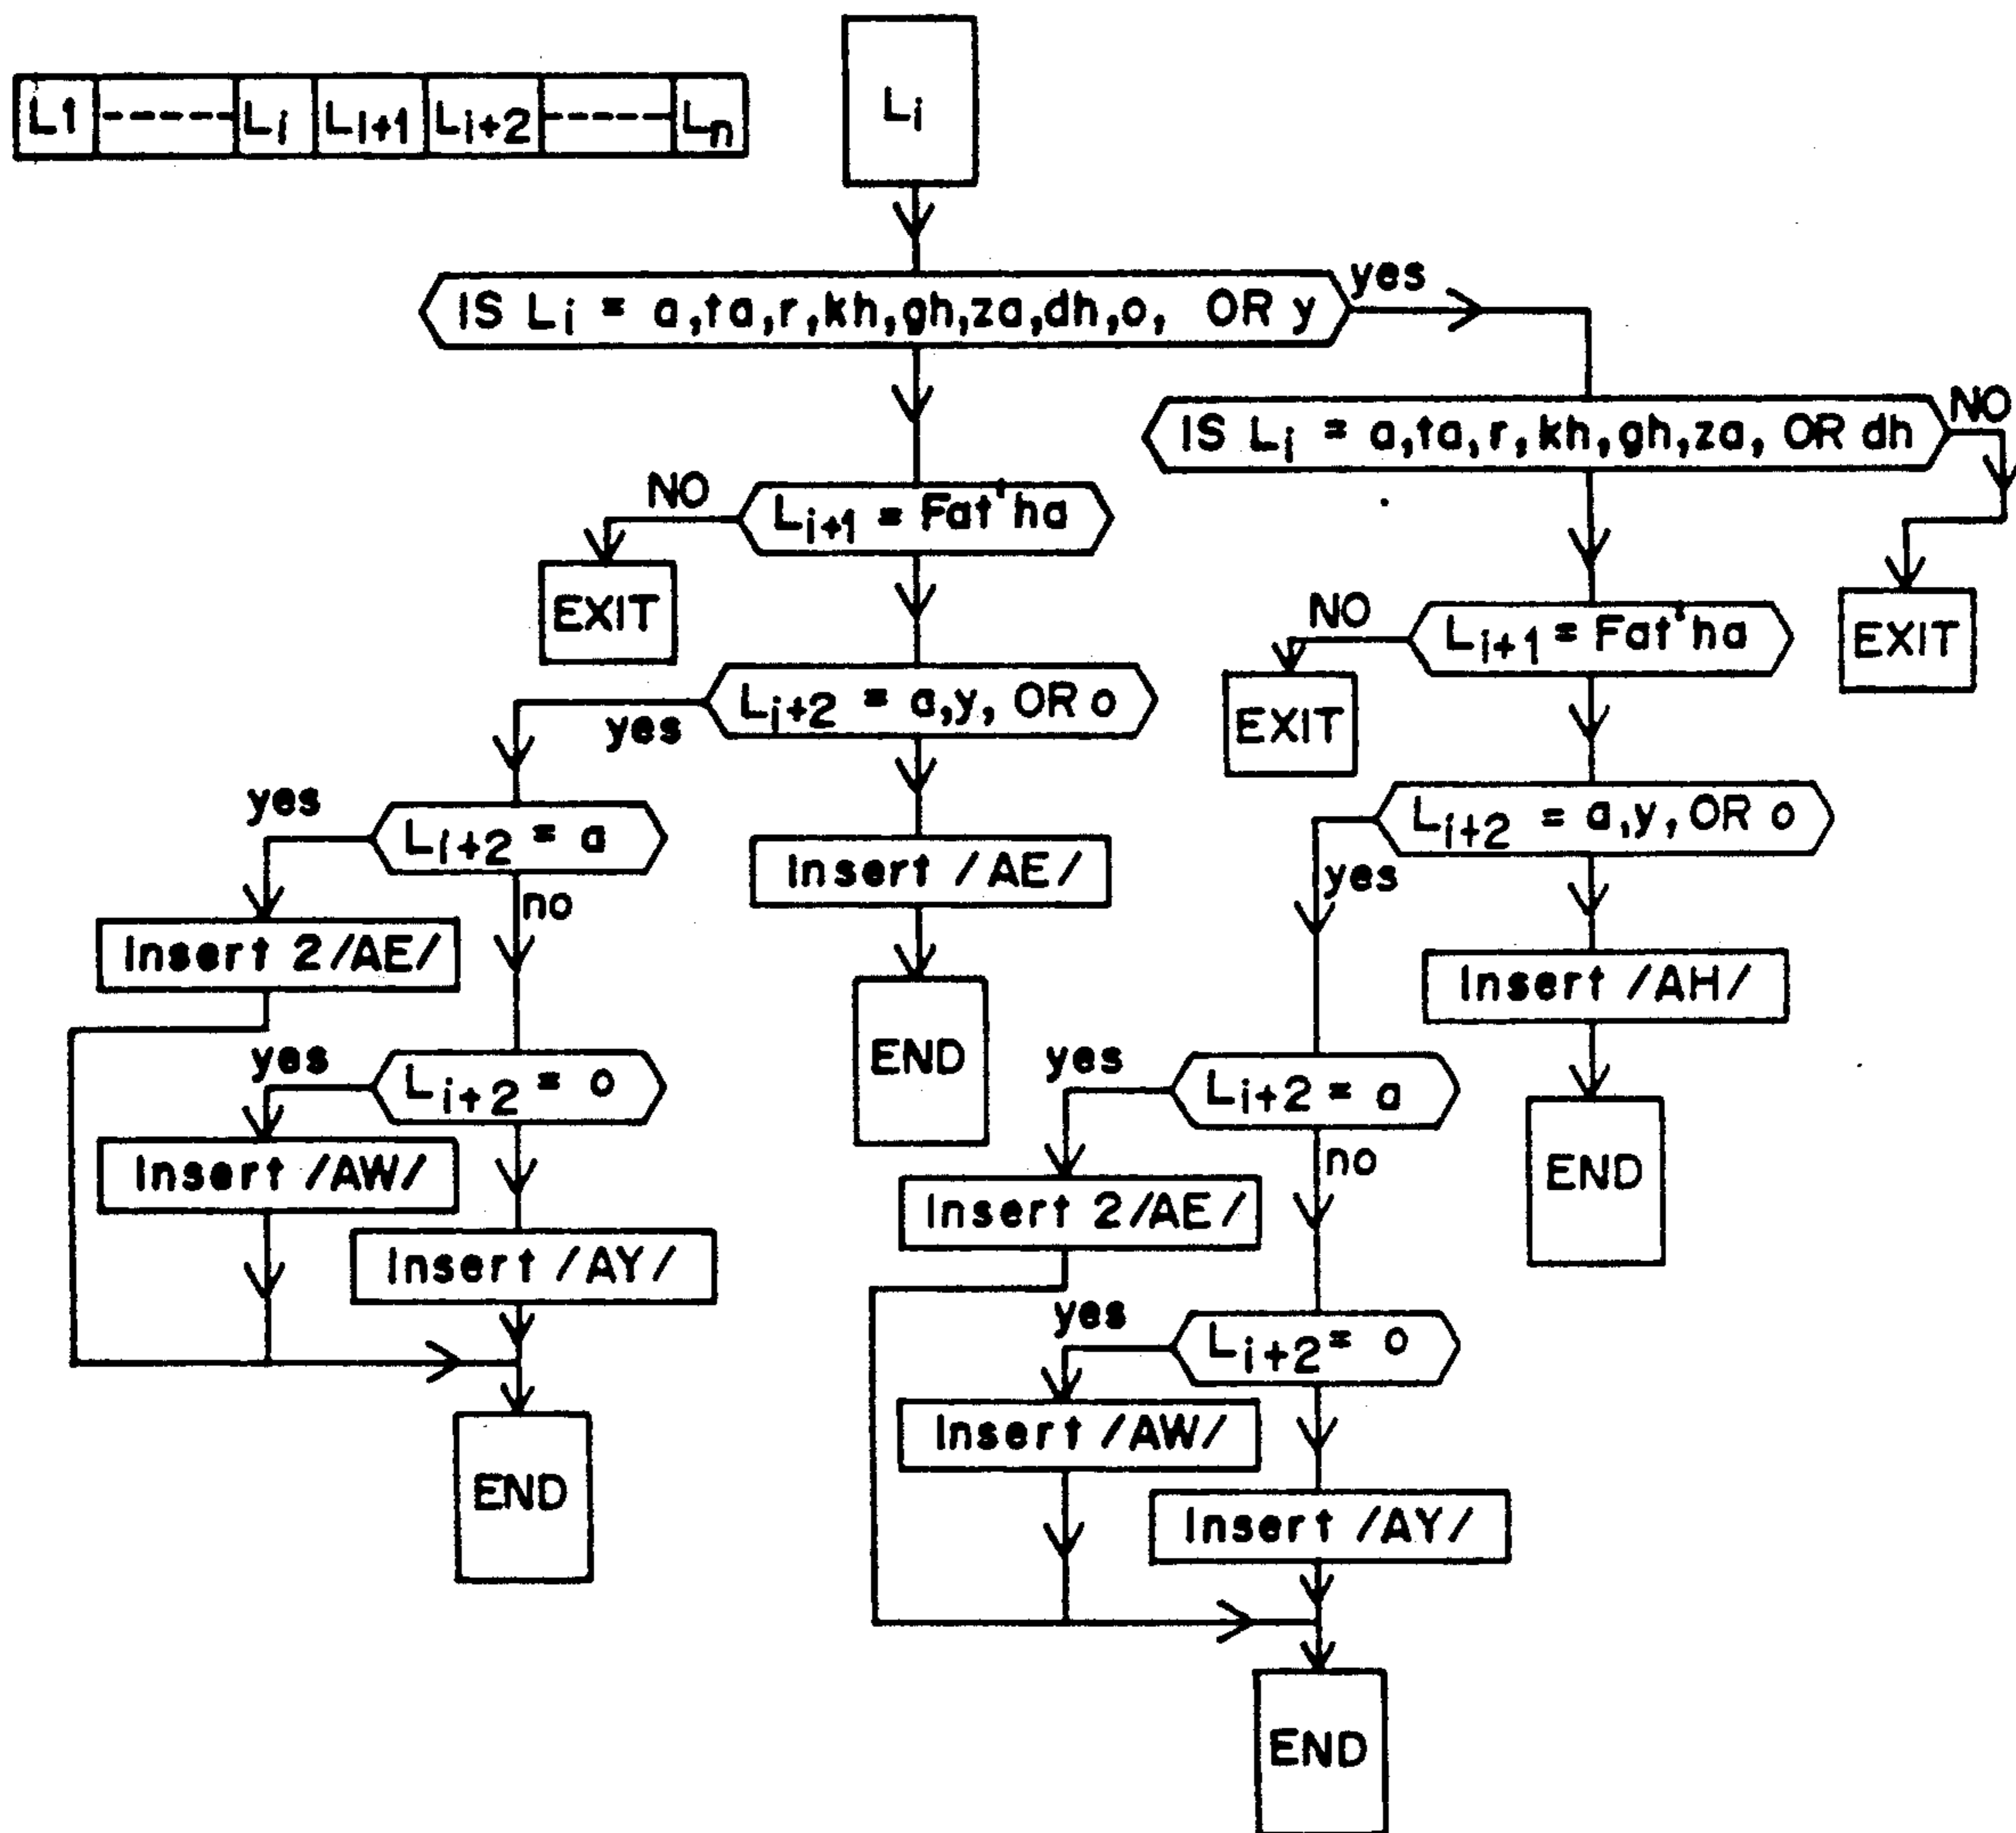 L1 ----- Li Li+1 Li+2 ----- Ln
Li
IS Li = a,ta,r,kh,gh,za,dh,o, OR y
yes
IS Li = a,ta,r,kh,gh,za, OR dh
NO
EXIT
Li+1 = Fat'ha
NO
EXIT
Li+2 = a,y, OR o
yes
Insert /AE/
END
Li+2 = a
yes
no
Insert 2/AE/
Li+2 = o
yes
Insert /AW/
Insert /AY/
END
Li+1 = Fat'ha
NO
EXIT
Li+2 = a,y, OR o
yes
Insert /AH/
END
Li+2 = a
yes
no
Insert 2/AE/
Li+2 = o
yes
Insert /AW/
Insert /AY/
END